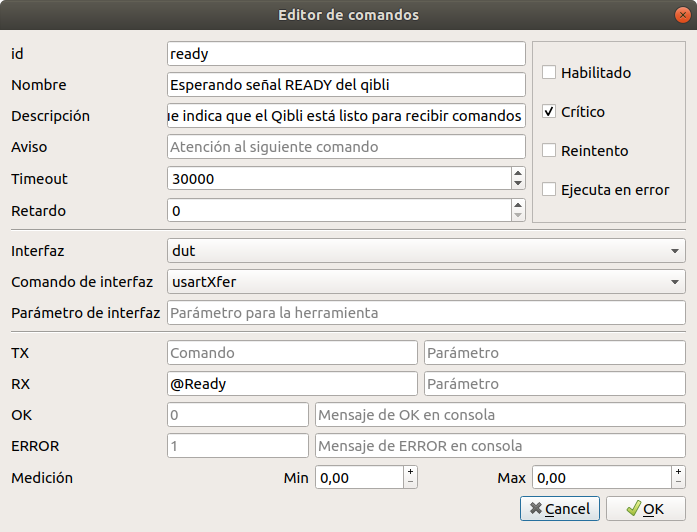 Editor de comandos
id ready
Nombre Esperando señal READY del qibli
Descripción ue indica que el Qibli está listo para recibir comandos
Aviso Atención al siguiente comando
Timeout 30000
Retardo 0
Habilitado
Crítico
Reintento
Ejecuta en error
Interfaz dut
Comando de interfaz usartXfer
Parámetro de interfaz Parámetro para la herramienta
TX Comando Parámetro
RX @Ready Parámetro
OK 0 Mensaje de OK en consola
ERROR 1 Mensaje de ERROR en consola
Medición Min 0,00 Max 0,00
Cancel OK